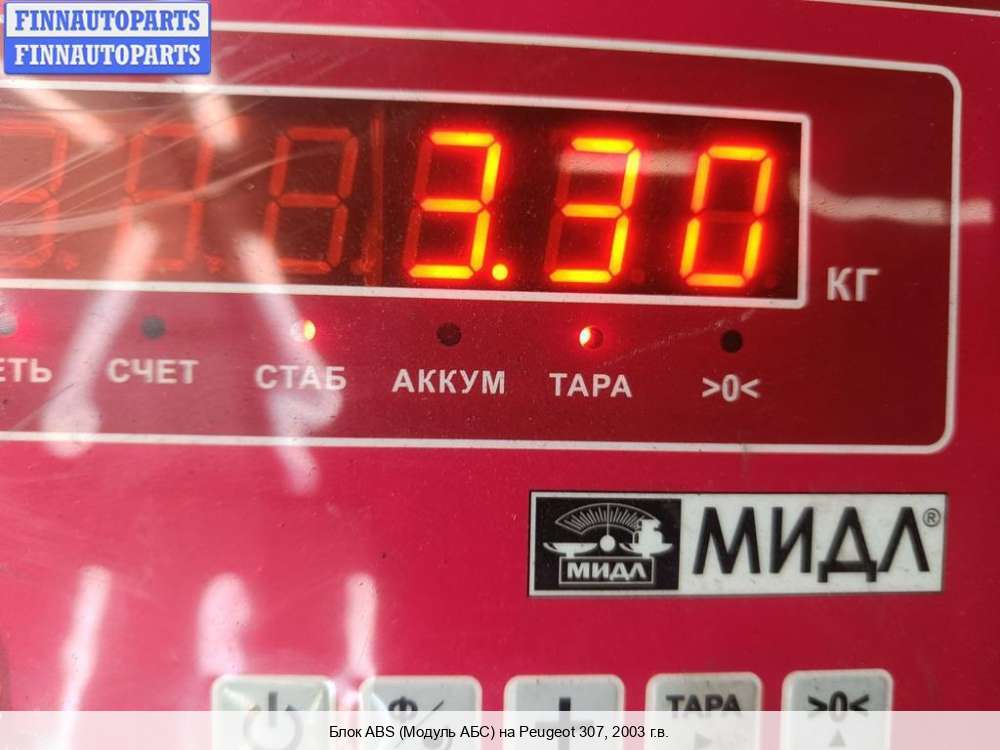 FINNAUTOPARTS
FINNAUTOPARTS
3.30
КГ
СЧЕТ СТАБ АККУМ ТАРА >0<
МИДЛ МИДЛ®
ТАРА >0<
Блок ABS (Модуль АБС) на Peugeot 307, 2003 г.в.